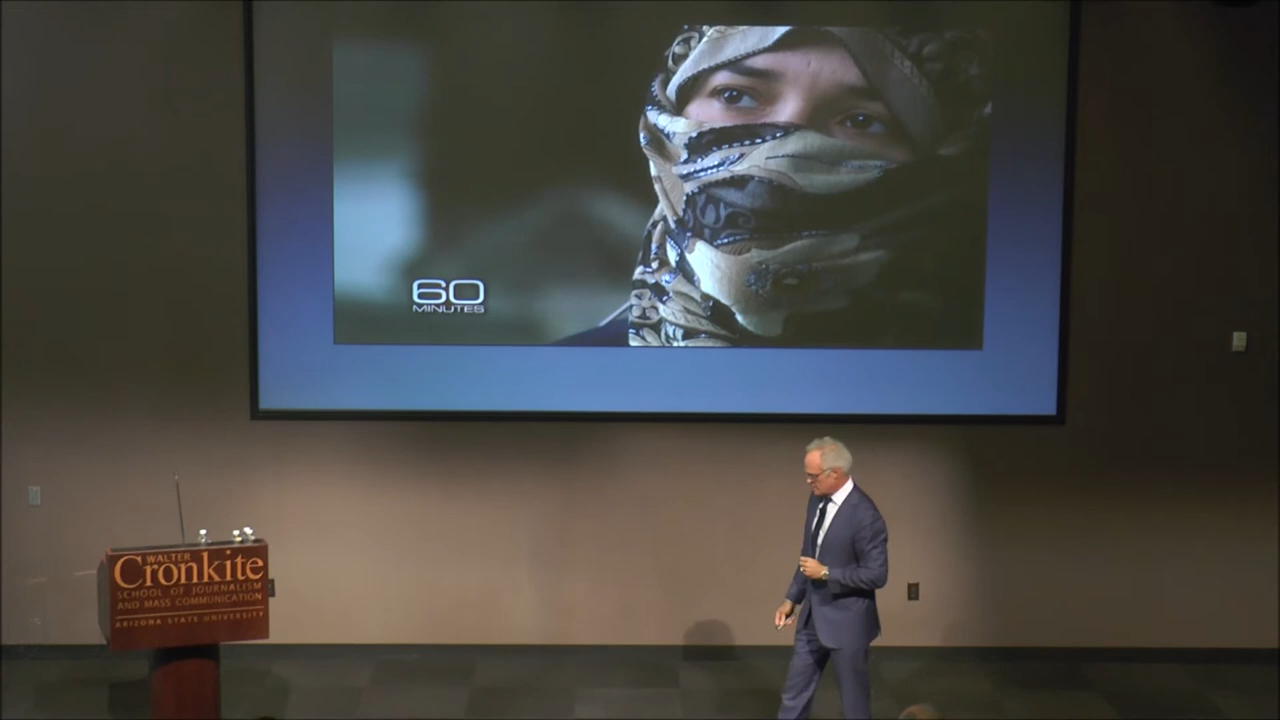 60
MINUTES
WALTER
Cronkite
SCHOOL OF JOURNALISM
AND MASS COMMUNICATION
ARIZONA STATE UNIVERSITY